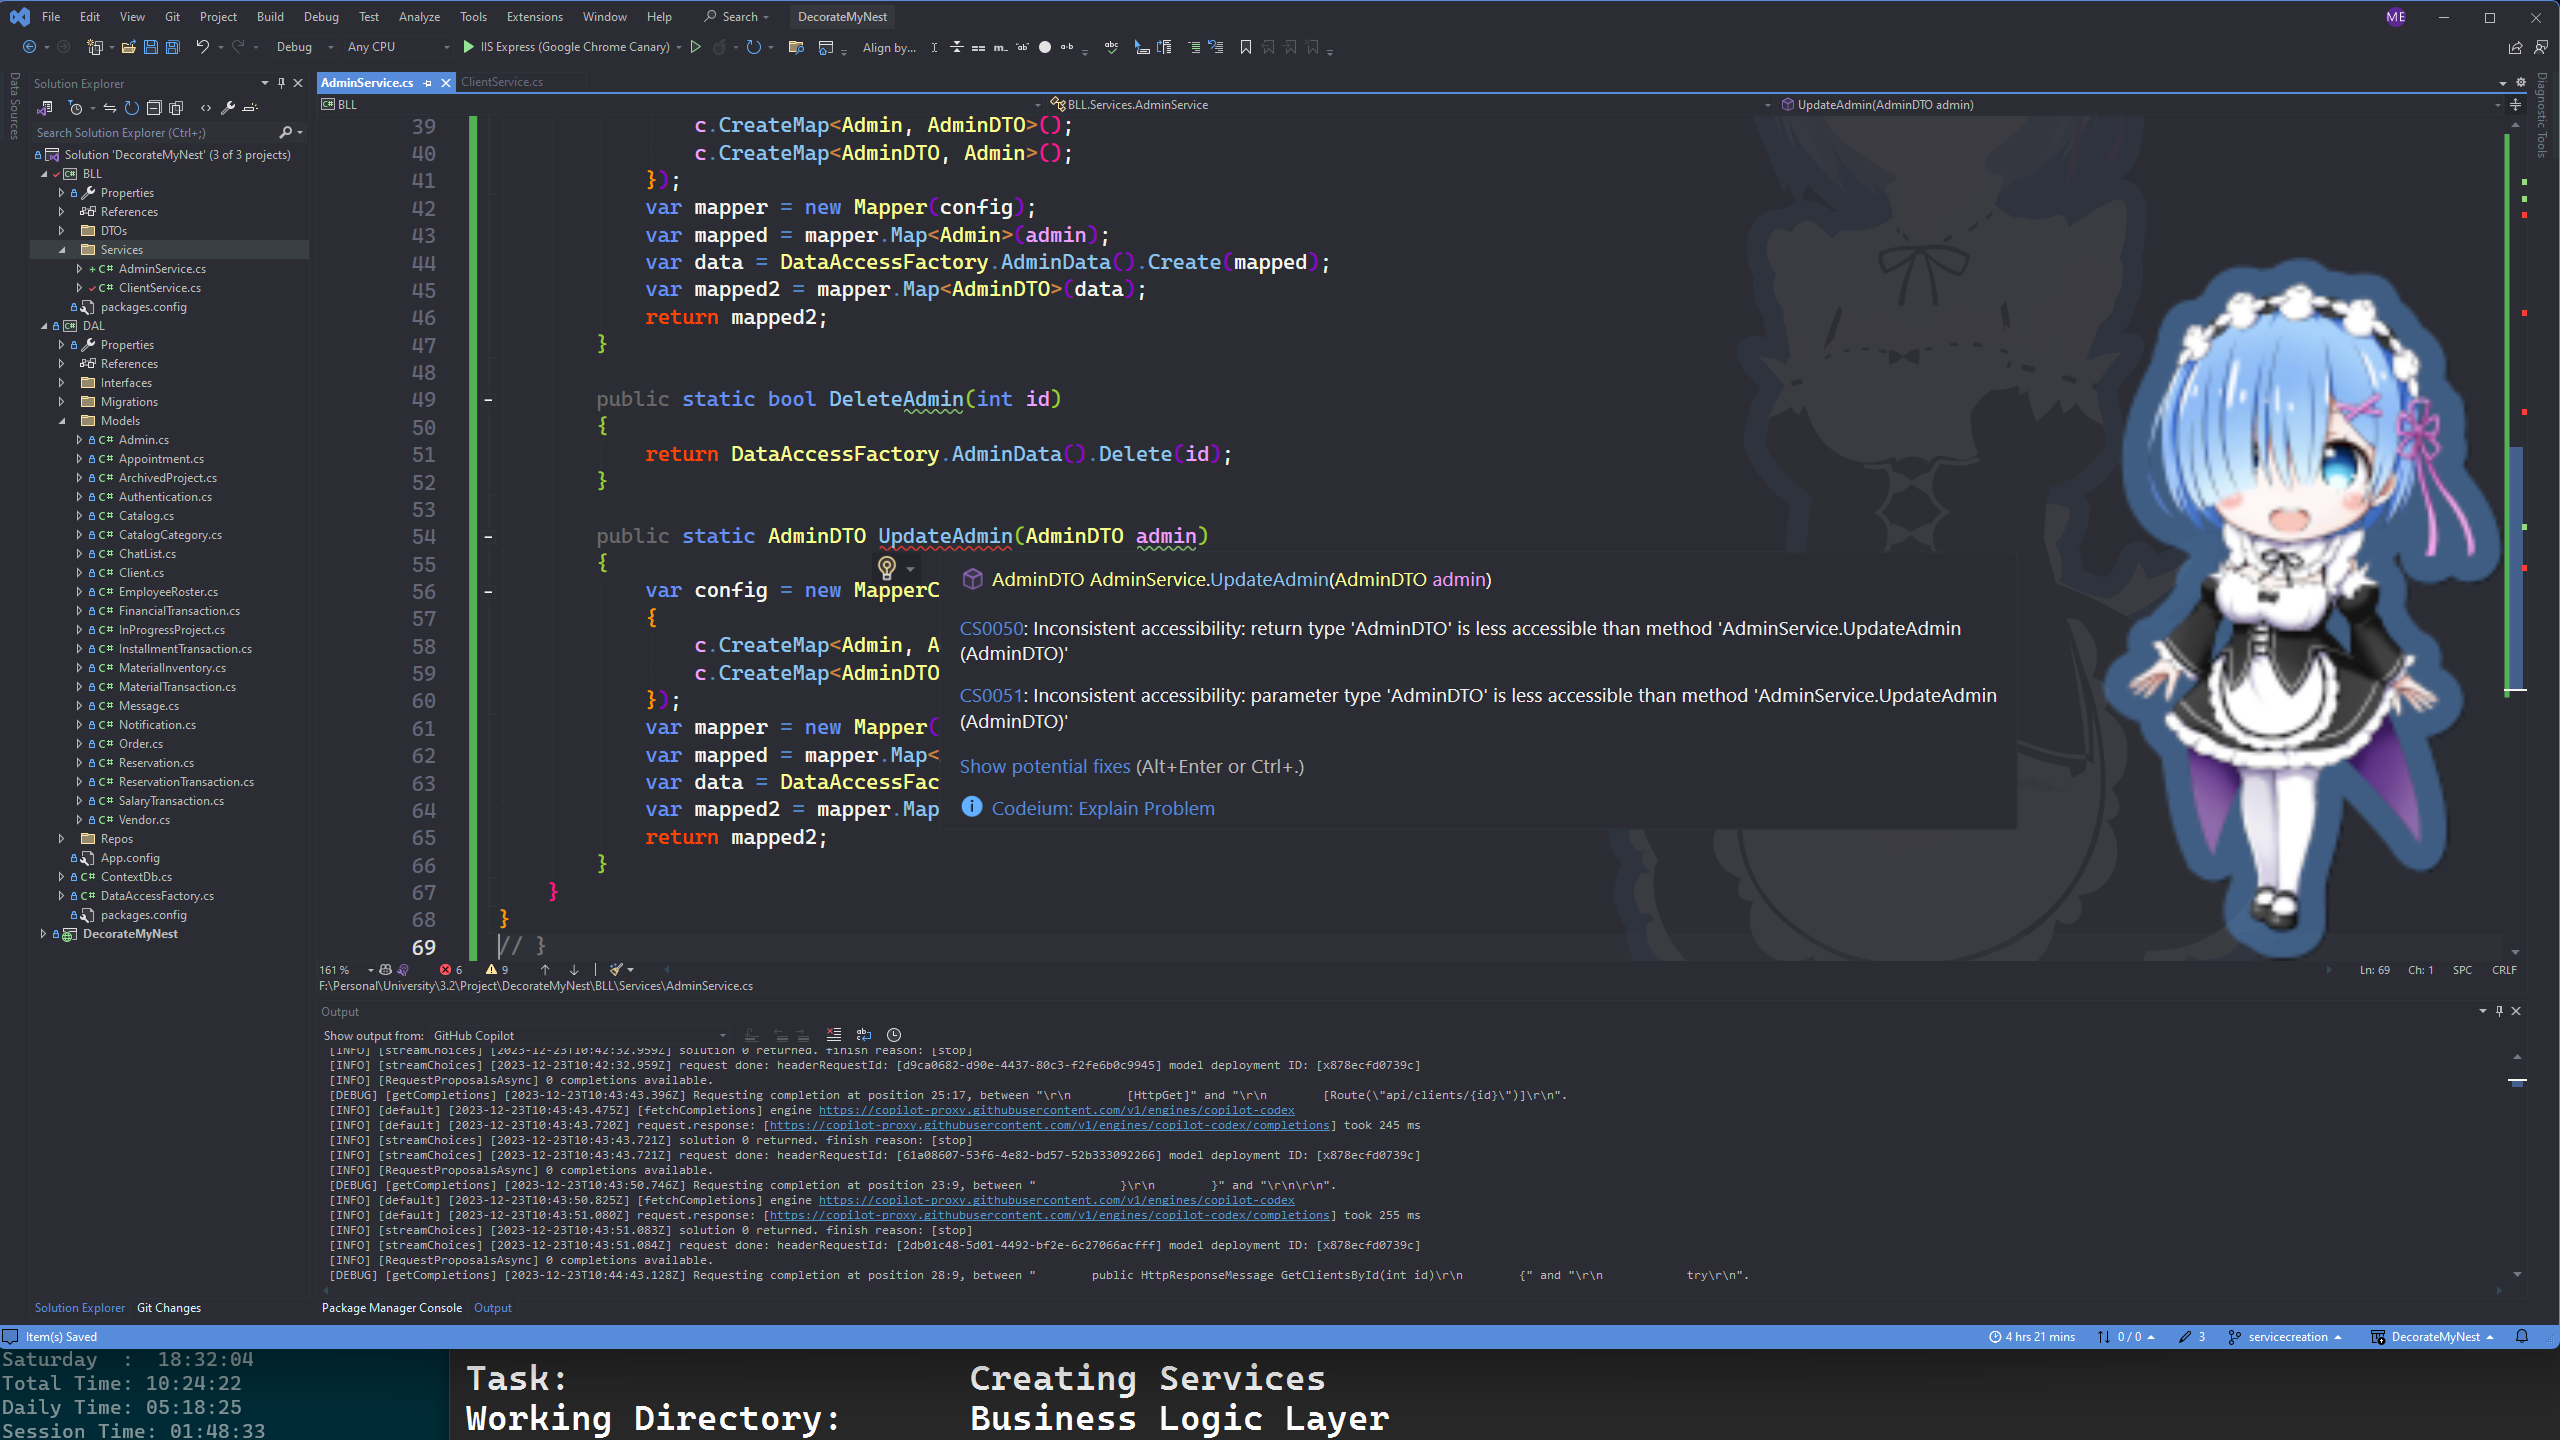 File Edit View Git Project Build Debug Test Analyze Tools Extensions Window Help Search DecorateMyNest ME
Debug Any CPU IIS Express (Google Chrome Canary) Align by...
Data Sources
Solution Explorer
Search Solution Explorer (Ctrl+;)
Solution 'DecorateMyNest' (3 of 3 projects)
BLL
Properties
References
DTOs
Services
AdminService.cs
ClientService.cs
packages.config
DAL
Properties
References
Interfaces
Migrations
Models
Admin.cs
Appointment.cs
ArchivedProject.cs
Authentication.cs
Catalog.cs
CatalogCategory.cs
ChatList.cs
Client.cs
EmployeeRoster.cs
FinancialTransaction.cs
InProgressProject.cs
InstallmentTransaction.cs
MaterialInventory.cs
MaterialTransaction.cs
Message.cs
Notification.cs
Order.cs
Reservation.cs
ReservationTransaction.cs
SalaryTransaction.cs
Vendor.cs
Repos
App.config
ContextDb.cs
DataAccessFactory.cs
packages.config
DecorateMyNest
Solution Explorer Git Changes
AdminService.cs ClientService.cs
BLL BLL.Services.AdminService UpdateAdmin(AdminDTO admin)
Diagnostic Tools
39 c.CreateMap<Admin, AdminDTO>();
40 c.CreateMap<AdminDTO, Admin>();
41 });
42 var mapper = new Mapper(config);
43 var mapped = mapper.Map<Admin>(admin);
44 var data = DataAccessFactory.AdminData().Create(mapped);
45 var mapped2 = mapper.Map<AdminDTO>(data);
46 return mapped2;
47 }
48
49 public static bool DeleteAdmin(int id)
50 {
51 return DataAccessFactory.AdminData().Delete(id);
52 }
53
54 public static AdminDTO UpdateAdmin(AdminDTO admin)
55 {
56 var config = new MapperC
57 {
58 c.CreateMap<Admin, A
59 c.CreateMap<AdminDTO
60 });
61 var mapper = new Mapper(
62 var mapped = mapper.Map<
63 var data = DataAccessFac
64 var mapped2 = mapper.Map
65 return mapped2;
66 }
67 }
68 }
69 // }
AdminDTO AdminService.UpdateAdmin(AdminDTO admin)
CS0050: Inconsistent accessibility: return type 'AdminDTO' is less accessible than method 'AdminService.UpdateAdmin
(AdminDTO)'
CS0051: Inconsistent accessibility: parameter type 'AdminDTO' is less accessible than method 'AdminService.UpdateAdmin
(AdminDTO)'
Show potential fixes (Alt+Enter or Ctrl+.)
Codeium: Explain Problem
161 % 6 9 Ln: 69 Ch: 1 SPC CRLF
F:\Personal\University\3.2\Project\DecorateMyNest\BLL\Services\AdminService.cs
Output
Show output from: GitHub Copilot
[INFO] [streamChoices] [2023-12-23T10:42:32.959Z] solution 0 returned. finish reason: [stop]
[INFO] [streamChoices] [2023-12-23T10:42:32.959Z] request done: headerRequestId: [d9ca0682-d90e-4437-80c3-f2fe6b0c9945] model deployment ID: [x878ecfd0739c]
[INFO] [RequestProposalsAsync] 0 completions available.
[DEBUG] [getCompletions] [2023-12-23T10:43:43.396Z] Requesting completion at position 25:17, between "\r\n [HttpGet]" and "\r\n [Route(\"api/clients/{id}\")]\r\n".
[INFO] [default] [2023-12-23T10:43:43.475Z] [fetchCompletions] engine https://copilot-proxy.githubusercontent.com/v1/engines/copilot-codex
[INFO] [default] [2023-12-23T10:43:43.720Z] request.response: [https://copilot-proxy.githubusercontent.com/v1/engines/copilot-codex/completions] took 245 ms
[INFO] [streamChoices] [2023-12-23T10:43:43.721Z] solution 0 returned. finish reason: [stop]
[INFO] [streamChoices] [2023-12-23T10:43:43.721Z] request done: headerRequestId: [61a08607-53f6-4e82-bd57-52b333092266] model deployment ID: [x878ecfd0739c]
[INFO] [RequestProposalsAsync] 0 completions available.
[DEBUG] [getCompletions] [2023-12-23T10:43:50.746Z] Requesting completion at position 23:9, between " }\r\n }" and "\r\n\r\n".
[INFO] [default] [2023-12-23T10:43:50.825Z] [fetchCompletions] engine https://copilot-proxy.githubusercontent.com/v1/engines/copilot-codex
[INFO] [default] [2023-12-23T10:43:51.080Z] request.response: [https://copilot-proxy.githubusercontent.com/v1/engines/copilot-codex/completions] took 255 ms
[INFO] [streamChoices] [2023-12-23T10:43:51.083Z] solution 0 returned. finish reason: [stop]
[INFO] [streamChoices] [2023-12-23T10:43:51.084Z] request done: headerRequestId: [2db01c48-5d01-4492-bf2e-6c27066acfff] model deployment ID: [x878ecfd0739c]
[INFO] [RequestProposalsAsync] 0 completions available.
[DEBUG] [getCompletions] [2023-12-23T10:44:43.128Z] Requesting completion at position 28:9, between " public HttpResponseMessage GetClientsById(int id)\r\n {" and "\r\n try\r\n".
Package Manager Console Output
Item(s) Saved 4 hrs 21 mins 0 / 0 3 servicecreation DecorateMyNest
Saturday : 18:32:04
Total Time: 10:24:22
Daily Time: 05:18:25
Session Time: 01:48:33
Task: Creating Services
Working Directory: Business Logic Layer